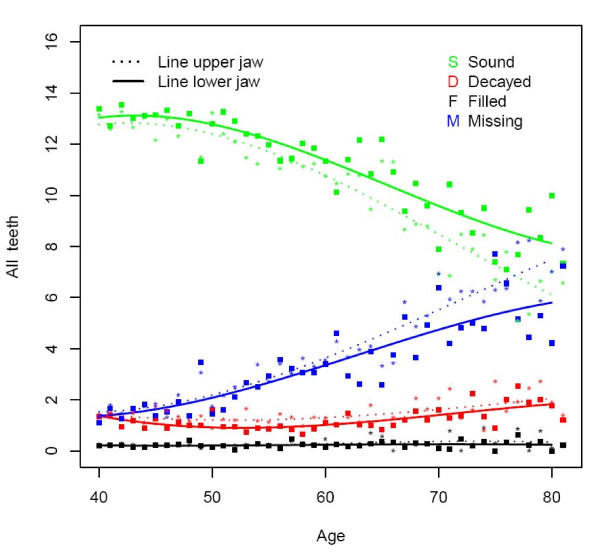 All teeth
16
14
12
10
8
6
4
2
0
Line upper jaw
Line lower jaw
S Sound
D Decayed
F Filled
M Missing
40 50 60 70 80
Age